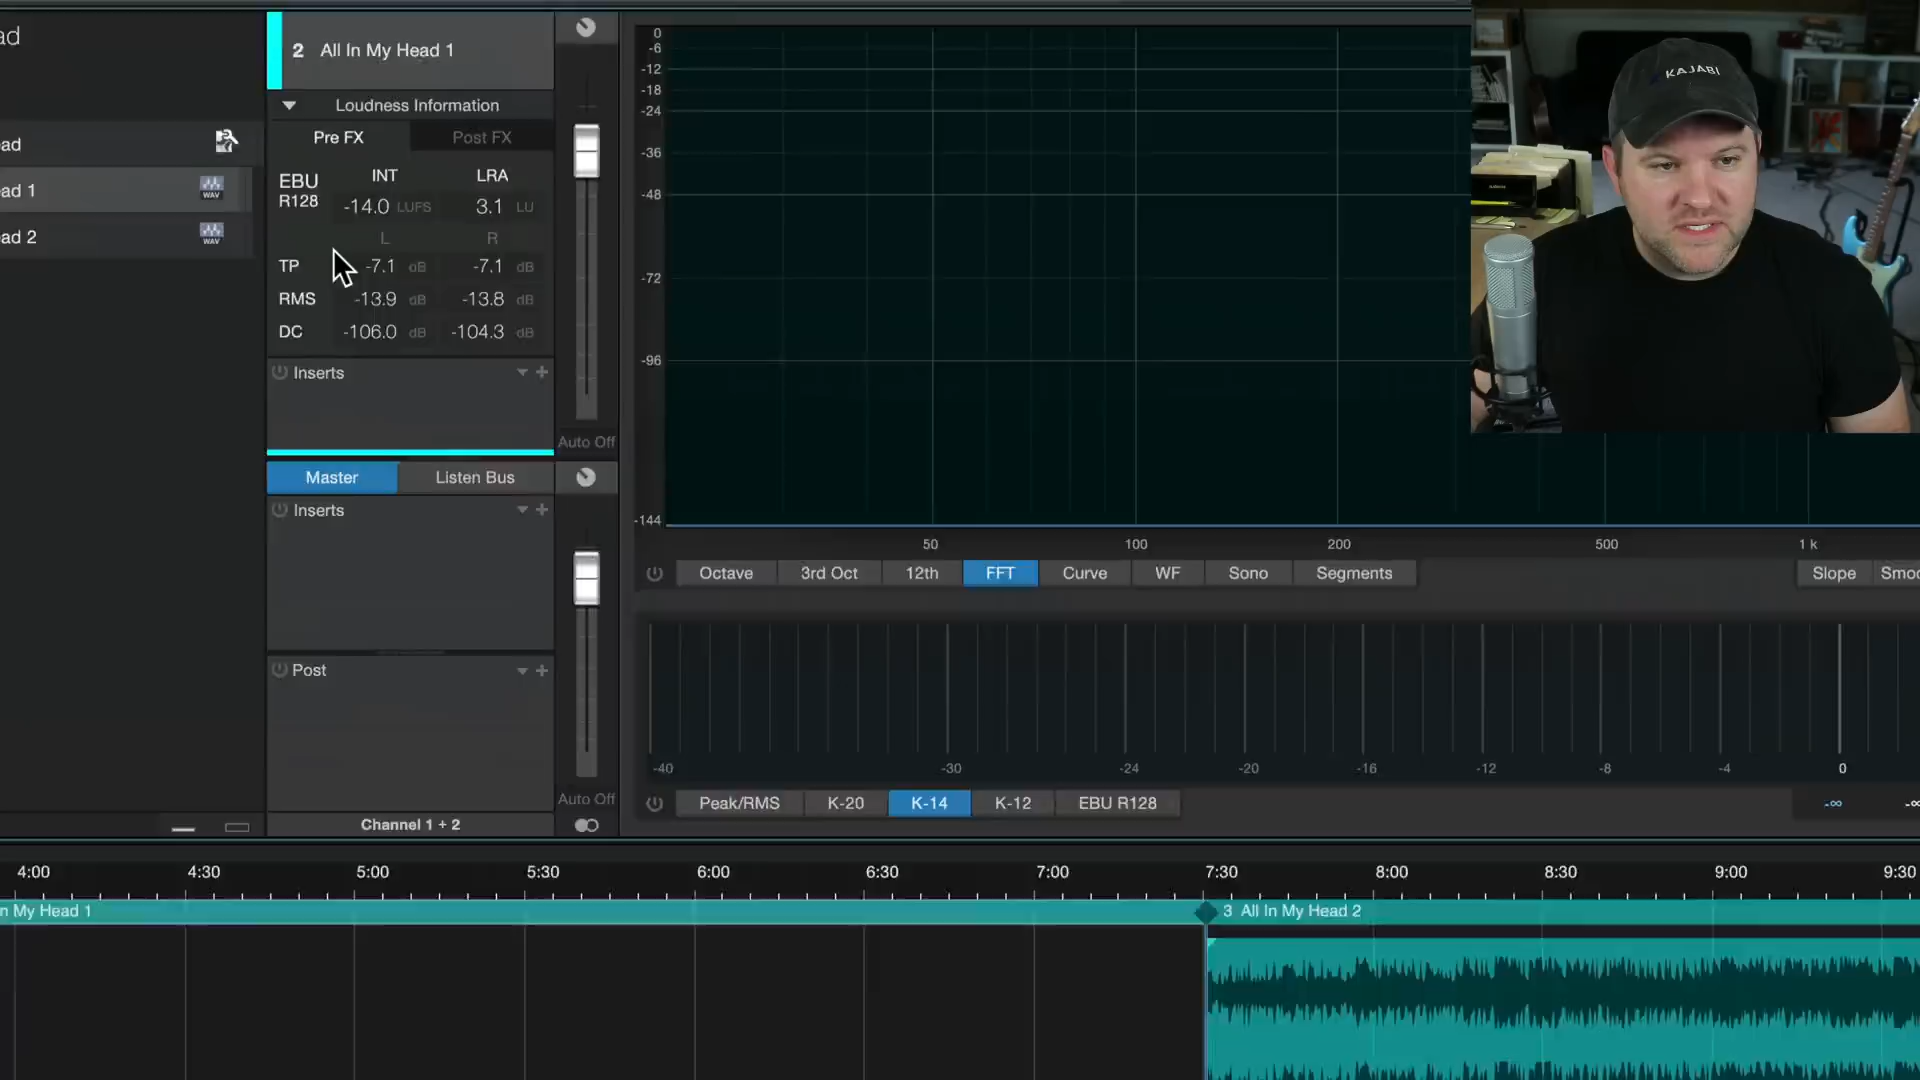 ad
2 All In My Head 1
Loudness Information
Pre FX Post FX
EBU R128 INT LRA
-14.0 LUFS 3.1 LU
L R
TP -7.1 dB -7.1 dB
RMS -13.9 dB -13.8 dB
DC -106.0 dB -104.3 dB
Inserts
Auto Off
Master Listen Bus
Inserts
Post
Auto Off
Channel 1 + 2
ead
ead 1
WAV
ead 2
WAV
0
-6
-12
-18
-24
-36
-48
-72
-96
-144
50 100 200 500 1 k
Octave 3rd Oct 12th FFT Curve WF Sono Segments Slope Smoo
-40 -30 -24 -20 -16 -12 -8 -4 0
Peak/RMS K-20 K-14 K-12 EBU R128 -∞ -∞
KAJABI
4:00 4:30 5:00 5:30 6:00 6:30 7:00 7:30 8:00 8:30 9:00 9:30
n My Head 1 3 All In My Head 2